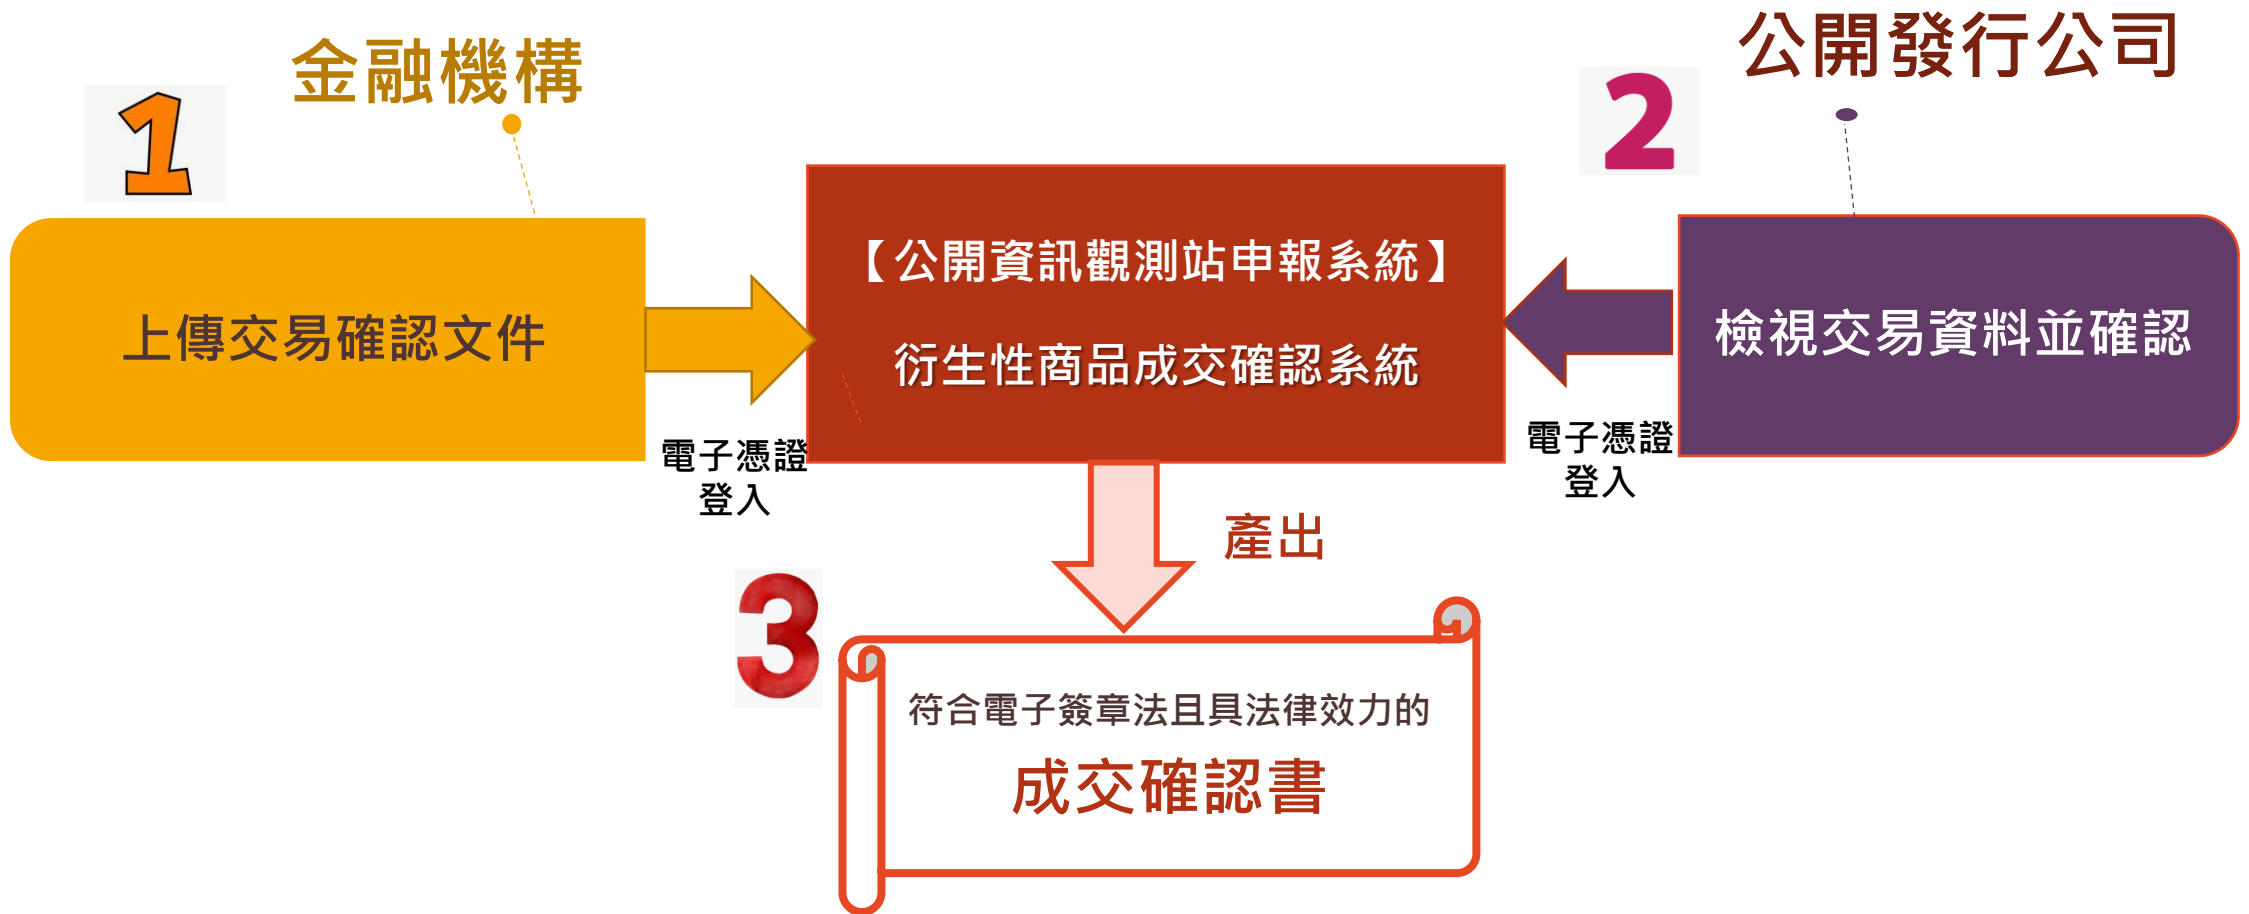 金融機構
公開發行公司
1
2
【公開資訊觀測站申報系統】
上傳交易確認文件
檢視交易資料並確認
衍生性商品成交確認系統
電子憑證
登入
電子憑證
登入
產出
3
符合電子簽章法且具法律效力的
成交確認書